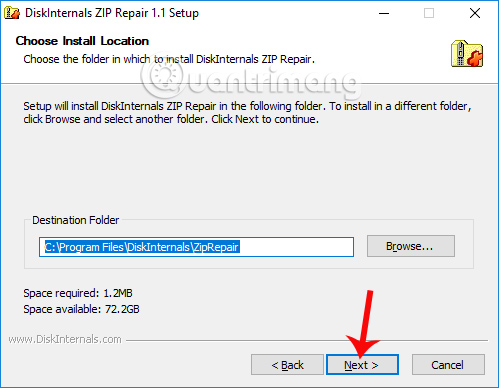 DiskInternals ZIP Repair 1.1 Setup
Choose Install Location
Choose the folder in which to install DiskInternals ZIP Repair.
Quantrimang
Setup will install DiskInternals ZIP Repair in the following folder. To install in a different folder,
click Browse and select another folder. Click Next to continue.
Destination Folder
C:\Program Files\DiskInternals\ZipRepair
Browse...
Space required: 1.2MB
Space available: 72.2GB
www.DiskInternals.com
< Back
Next >
Cancel